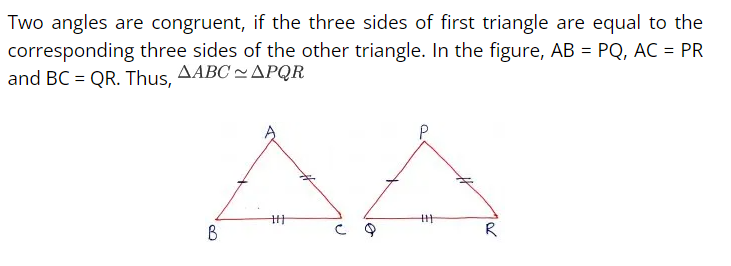 Two angles are congruent, if the three sides of first triangle are equal to the
corresponding three sides of the other triangle. In the figure, AB = PQ, AC = PR
and BC = QR. Thus, ΔABC ≃ ΔPQR
A P
B C Q R